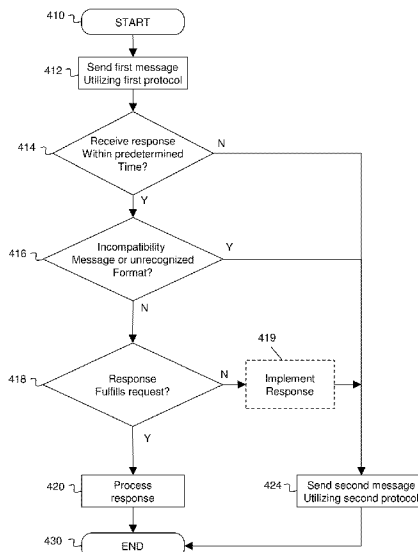 410
START
412
Send first message
Utilizing first protocol
414
Receive response
Within predetermined
Time?
N
Y
416
Incompatibility
Message or unrecognized
Format?
Y
N
418
Response
Fulfills request?
N
419
Implement
Response
Y
420
Process
response
424
Send second message
Utilizing second protocol
430
END